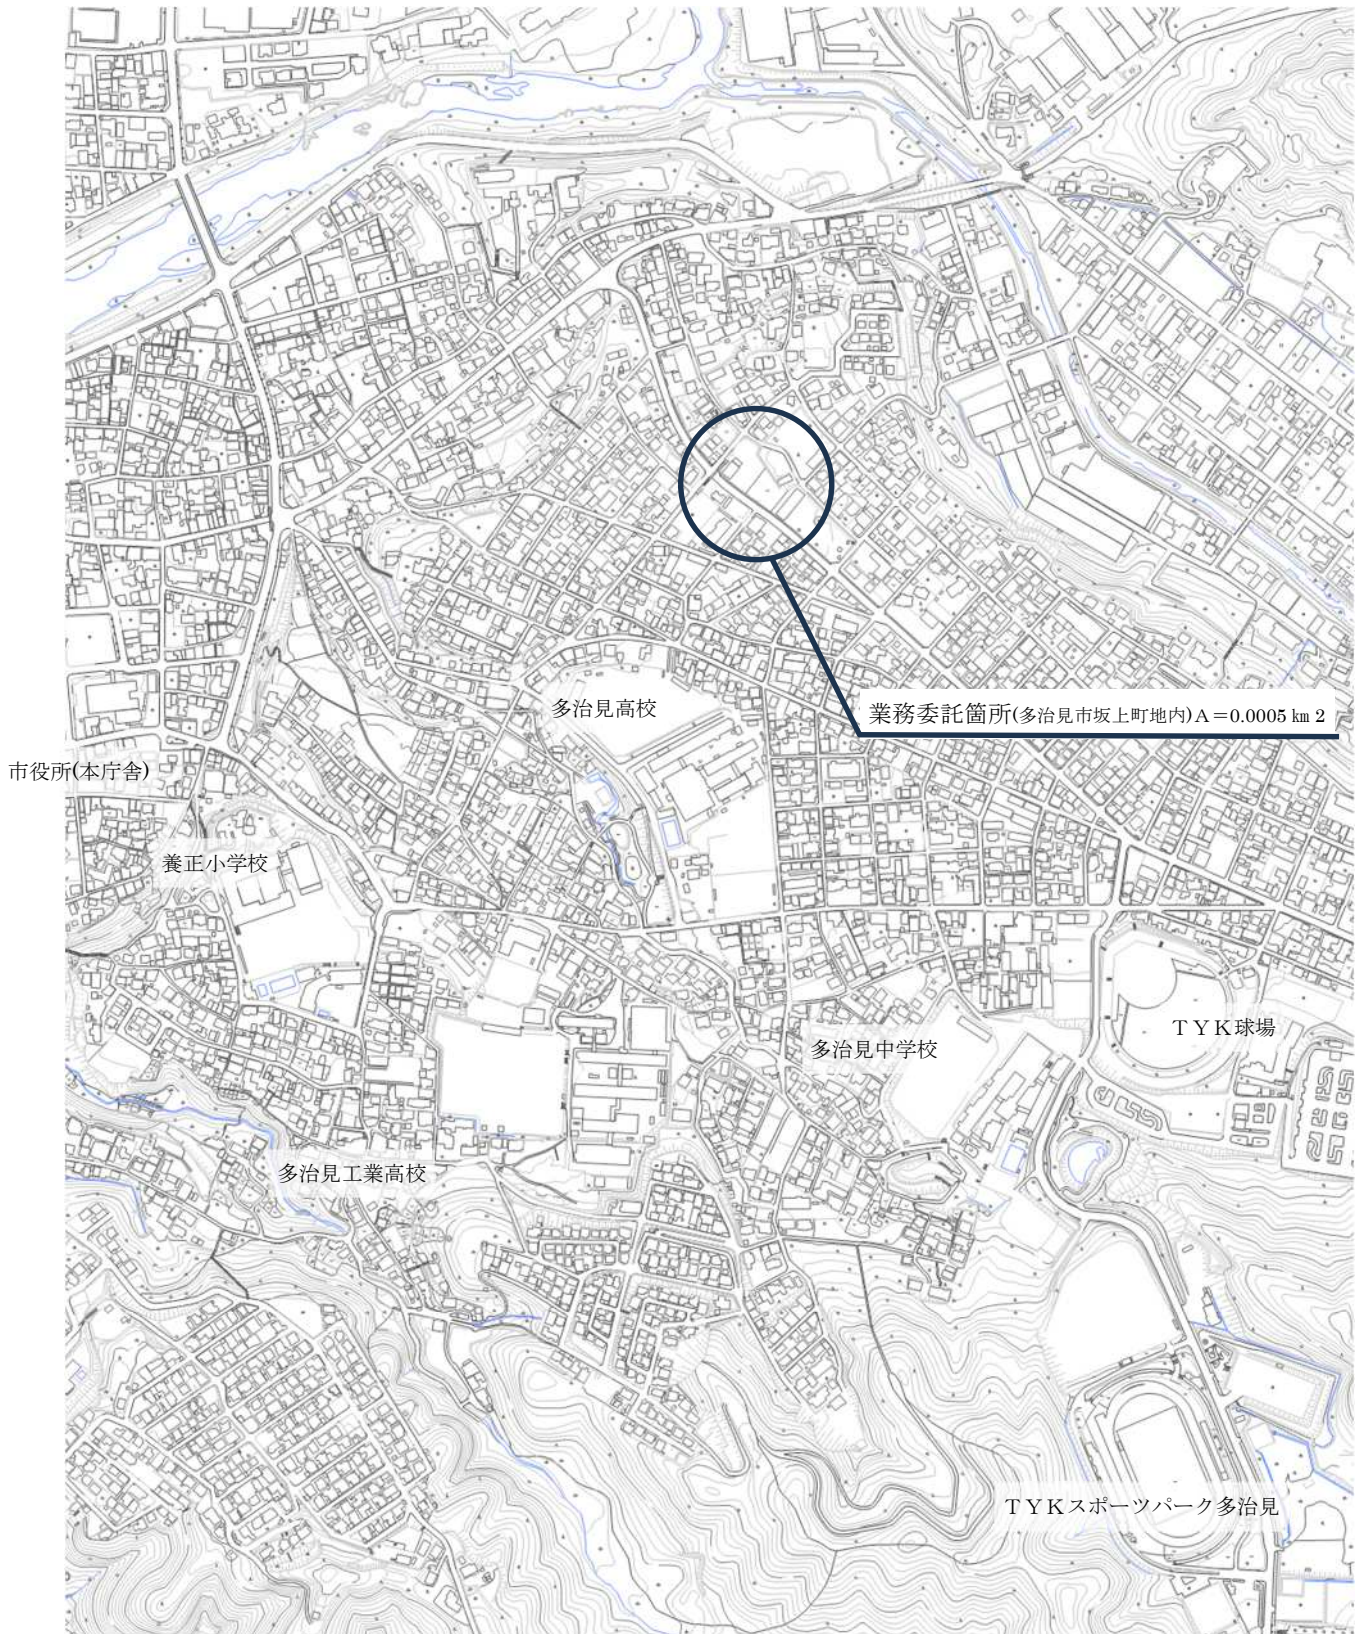 多治見高校
業務委託箇所(多治見市坂上町地内)A＝0.0005 km 2
市役所(本庁舎)
養正小学校
ＴＹＫ球場
多治見中学校
多治見工業高校
ＴＹＫスポーツパーク多治見